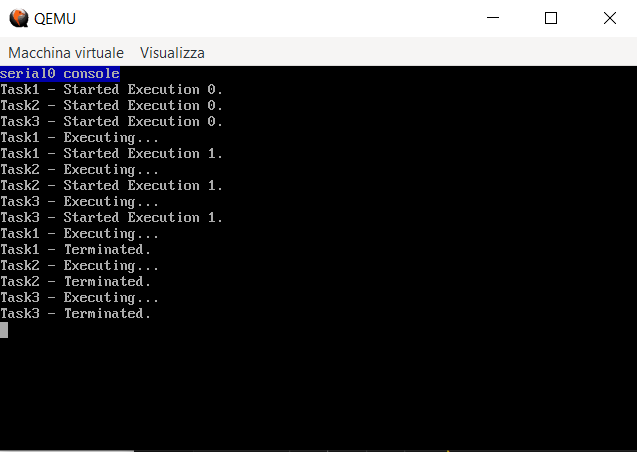 QEMU
Macchina virtuale Visualizza
serial0 console
Task1 - Started Execution 0.
Task2 - Started Execution 0.
Task3 - Started Execution 0.
Task1 - Executing...
Task1 - Started Execution 1.
Task2 - Executing...
Task2 - Started Execution 1.
Task3 - Executing...
Task3 - Started Execution 1.
Task1 - Executing...
Task1 - Terminated.
Task2 - Executing...
Task2 - Terminated.
Task3 - Executing...
Task3 - Terminated.